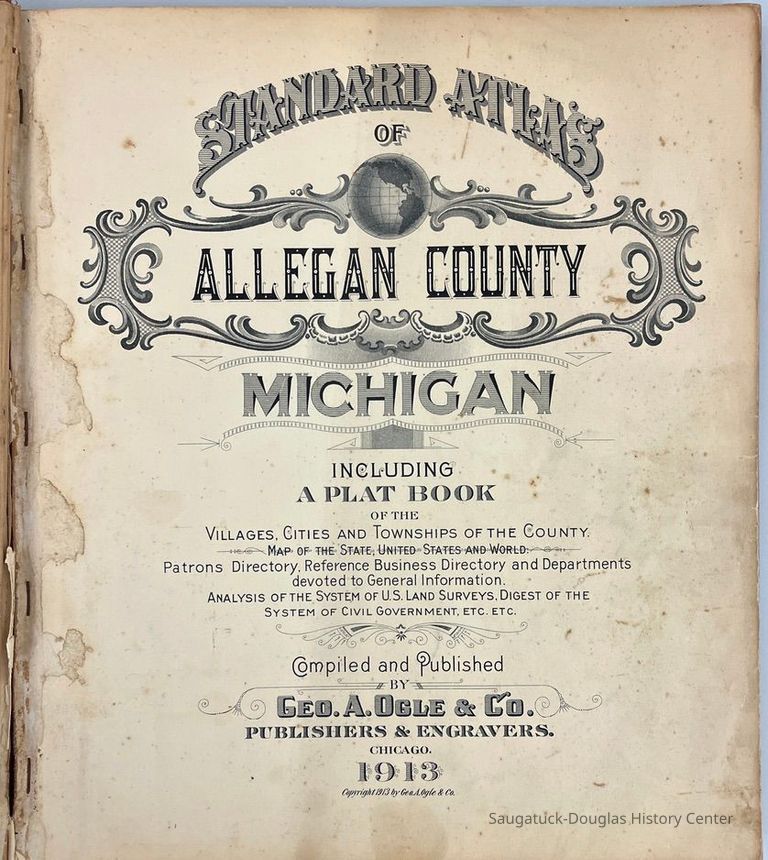 STANDARD ATLAS
OF
ALLEGAN COUNTY
MICHIGAN
INCLUDING
A PLAT BOOK
OF THE
VILLAGES, CITIES AND TOWNSHIPS OF THE COUNTY.
MAP OF THE STATE, UNITED STATES AND WORLD.
Patrons Directory, Reference Business Directory and Departments
devoted to General Information.
ANALYSIS OF THE SYSTEM OF U.S. LAND SURVEYS, DIGEST OF THE
SYSTEM OF CIVIL GOVERNMENT, ETC. ETC.
Compiled and Published
BY
GEO. A. OGLE & CO.
PUBLISHERS & ENGRAVERS.
CHICAGO.
1913
Copyright 1913 by Geo. A. Ogle & Co.
Saugatuck-Douglas History Center